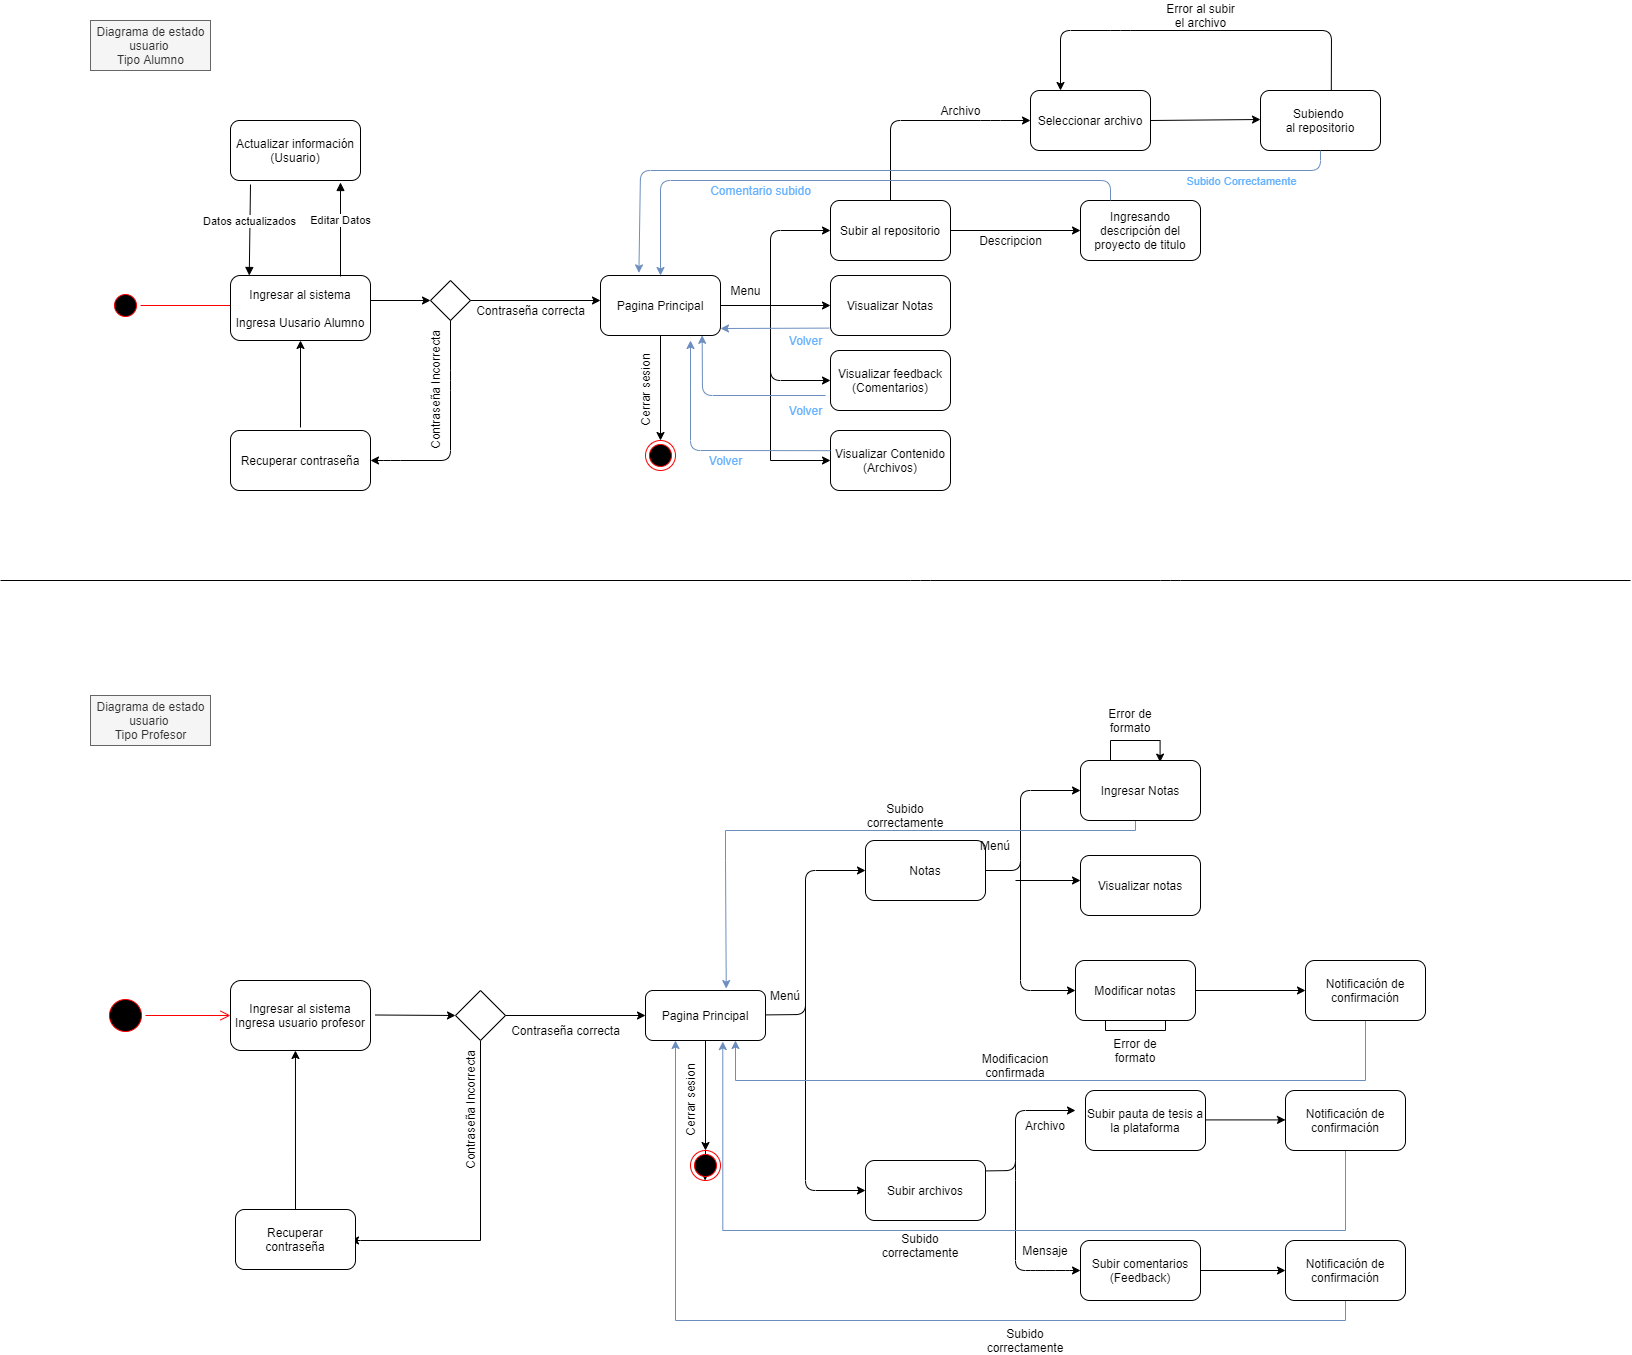 Diagrama de estado
usuario
Tipo Alumno
Error al subir
el archivo
Archivo
Seleccionar archivo
Subiendo
al repositorio
Actualizar información
(Usuario)
Subido Correctamente
Comentario subido
Datos actualizados
Editar Datos
Subir al repositorio
Descripcion
Ingresando
descripción del
proyecto de titulo
Ingresar al sistema
Ingresa Uusario Alumno
Contraseña correcta
Contraseña Incorrecta
Pagina Principal
Menu
Visualizar Notas
Volver
Cerrar sesion
Visualizar feedback
(Comentarios)
Volver
Recuperar contraseña
Volver
Visualizar Contenido
(Archivos)
Diagrama de estado
usuario
Tipo Profesor
Error de
formato
Ingresar Notas
Subido
correctamente
Menú
Notas
Visualizar notas
Ingresar al sistema
Ingresa usuario profesor
Contraseña correcta
Contraseña Incorrecta
Pagina Principal
Menú
Modificar notas
Notificación de
confirmación
Error de
formato
Modificacion
confirmada
Cerrar sesion
Archivo
Subir pauta de tesis a
la plataforma
Notificación de
confirmación
Subir archivos
Recuperar
contraseña
Subido
correctamente
Mensaje
Subir comentarios
(Feedback)
Notificación de
confirmación
Subido
correctamente